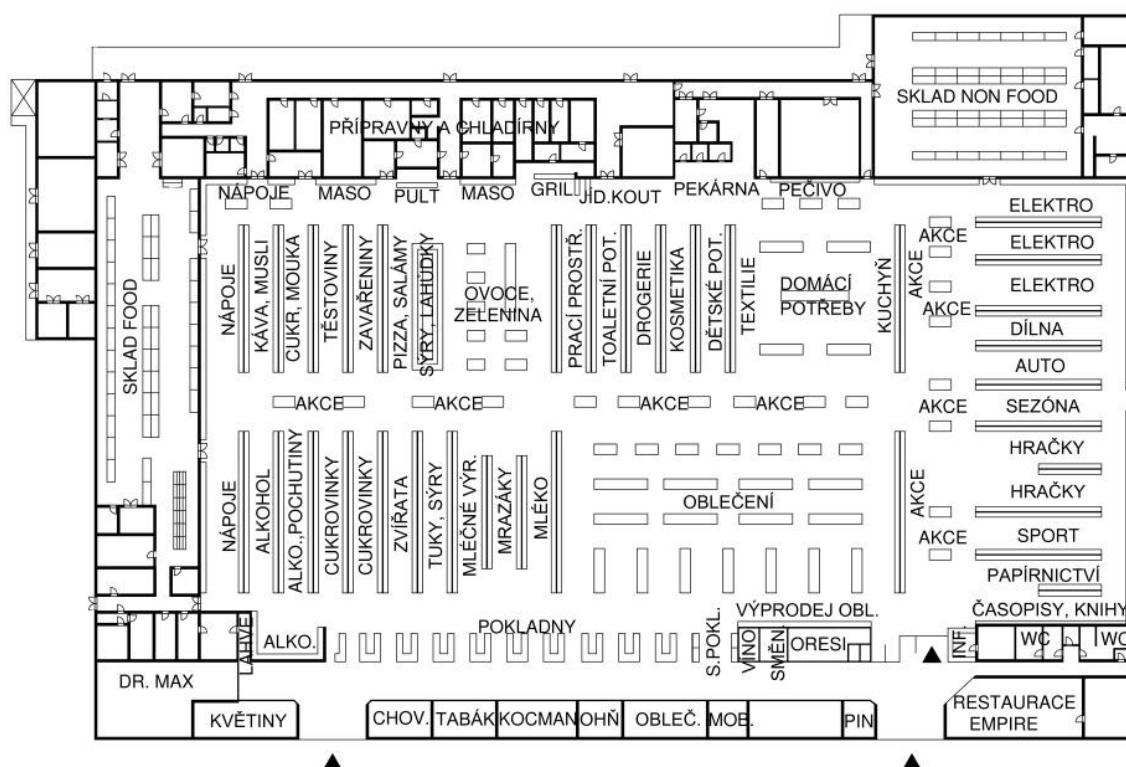 SKLAD NON FOOD
PŘÍPRAVNY A CHLADÍRNY
NÁPOJE
MASO
PULT
MASO
GRIL
JÍD.KOUT
PEKÁRNA
PEČIVO
SKLAD FOOD
NÁPOJE
KÁVA, MUSLI
CUKR, MOUKA
TĚSTOVINY
ZAVAŘENINY
PIZZA, SALÁMY
SÝRY, LAHŮDKY
OVOCE,
ZELENINA
PRACÍ PROSTŘ.
TOALETNÍ POT.
DROGERIE
KOSMETIKA
DĚTSKÉ POT.
TEXTILIE
DOMÁCÍ
POTŘEBY
KUCHYŇ
AKCE
AKCE
AKCE
ELEKTRO
ELEKTRO
ELEKTRO
DÍLNA
AUTO
SEZÓNA
HRAČKY
HRAČKY
SPORT
PAPÍRNICTVÍ
ČASOPISY, KNIHY
AKCE
AKCE
AKCE
AKCE
AKCE
AKCE
AKCE
NÁPOJE
ALKOHOL
ALKO.,POCHUTINY
CUKROVINKY
CUKROVINKY
ZVÍŘATA
TUKY, SÝRY
MLÉČNÉ VÝR.
MRAZÁKY
MLÉKO
OBLEČENÍ
VÝPRODEJ OBL.
POKLADNY
S.POKL.
VÍNO
SMĚN.
ORESI
INF.
WC
WC
LAHVE
ALKO.
DR. MAX
KVĚTINY
CHOV.
TABÁK
KOCMAN
OHŇ
OBLEČ.
MOB.
PIN
RESTAURACE
EMPIRE